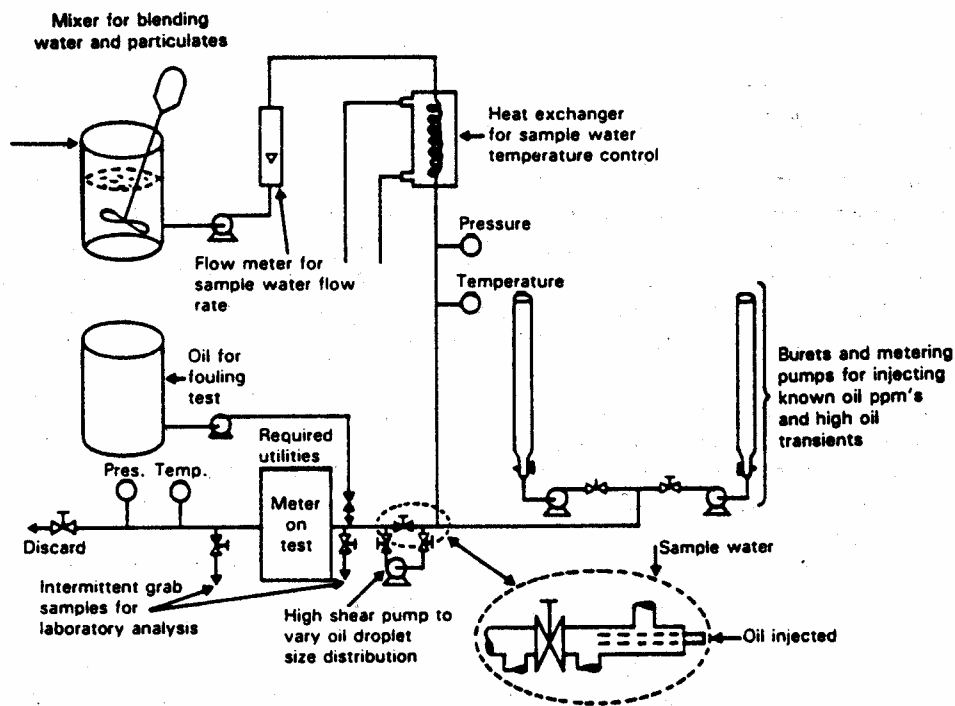 Mixer for blending
water and particulates
Heat exchanger
for sample water
temperature control
Pressure
Flow meter for
sample water flow
rate
Temperature
Oil for
fouling
test
Burets and metering
pumps for injecting
known oil ppm's
and high oil
transients
Required
utilities
Pres. Temp.
Meter
on
test
Discard
Sample water
Intermittent grab
samples for
laboratory analysis
High shear pump to
vary oil droplet
size distribution
Oil injected